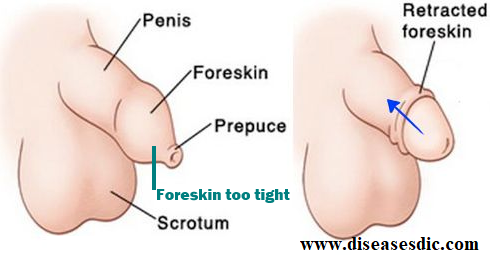 Penis
Foreskin
Prepuce
Foreskin too tight
Scrotum
Retracted
foreskin
www.diseasesdic.com